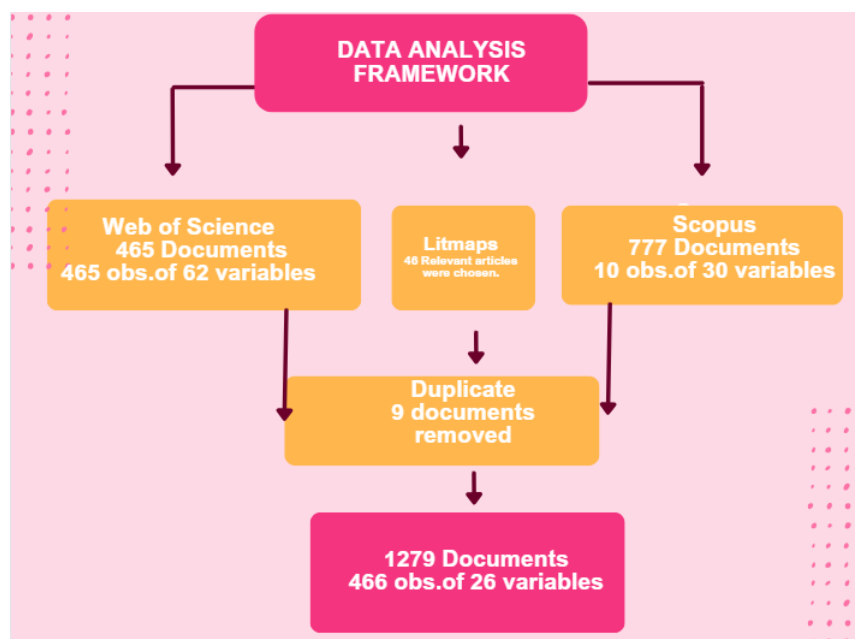 DATA ANALYSIS
FRAMEWORK
Web of Science
465 Documents
465 obs.of 62 variables
Litmaps
46 Relevant articles
were chosen.
Scopus
777 Documents
10 obs.of 30 variables
Duplicate
9 documents
removed
1279 Documents
466 obs.of 26 variables